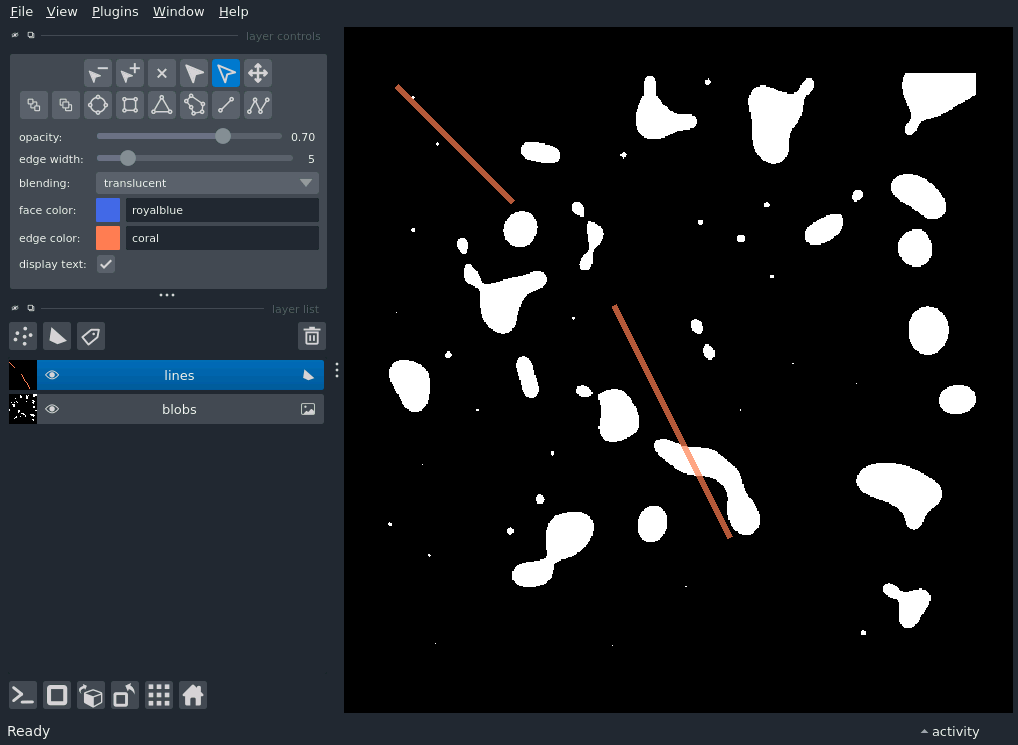 File View Plugins Window Help
layer controls
opacity: 0.70
edge width: 5
blending: translucent
face color: royalblue
edge color: coral
display text:
layer list
lines
blobs
Ready
activity